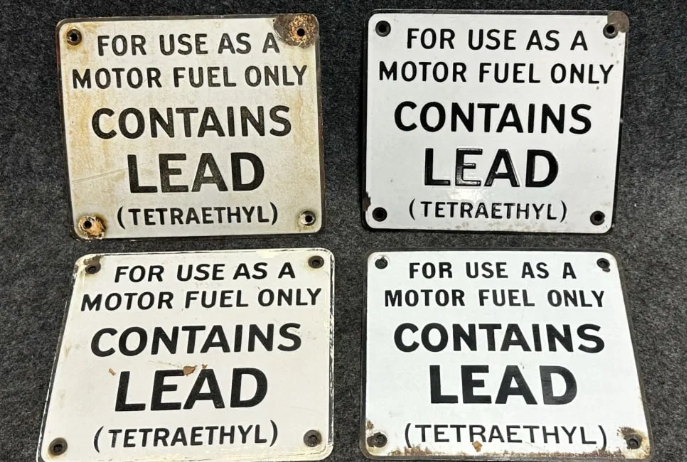 FOR USE AS A
MOTOR FUEL ONLY
CONTAINS
LEAD
(TETRAETHYL)
FOR USE AS A
MOTOR FUEL ONLY
CONTAINS
LEAD
(TETRAETHYL)
FOR USE AS A
MOTOR FUEL ONLY
CONTAINS
LEAD
(TETRAETHYL)
FOR USE AS A
MOTOR FUEL ONLY
CONTAINS
LEAD
(TETRAETHYL)